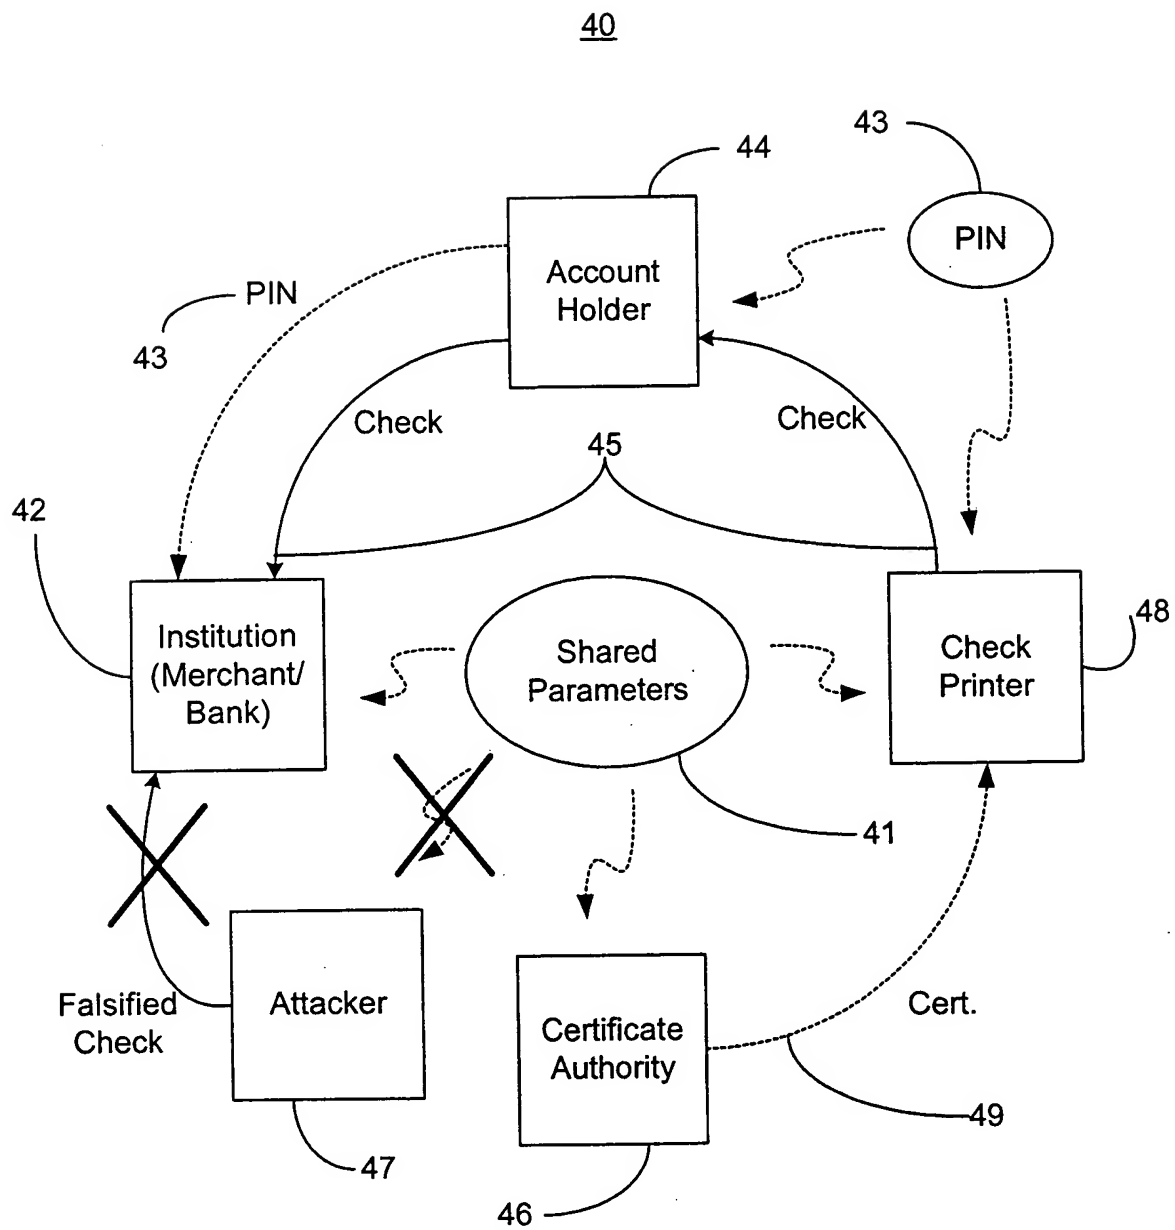 40
43
44
PIN
Account
Holder
PIN
43
Check
Check
45
42
48
Institution
(Merchant/
Bank)
Shared
Parameters
Check
Printer
41
Falsified
Check
Attacker
Certificate
Authority
Cert.
49
47
46